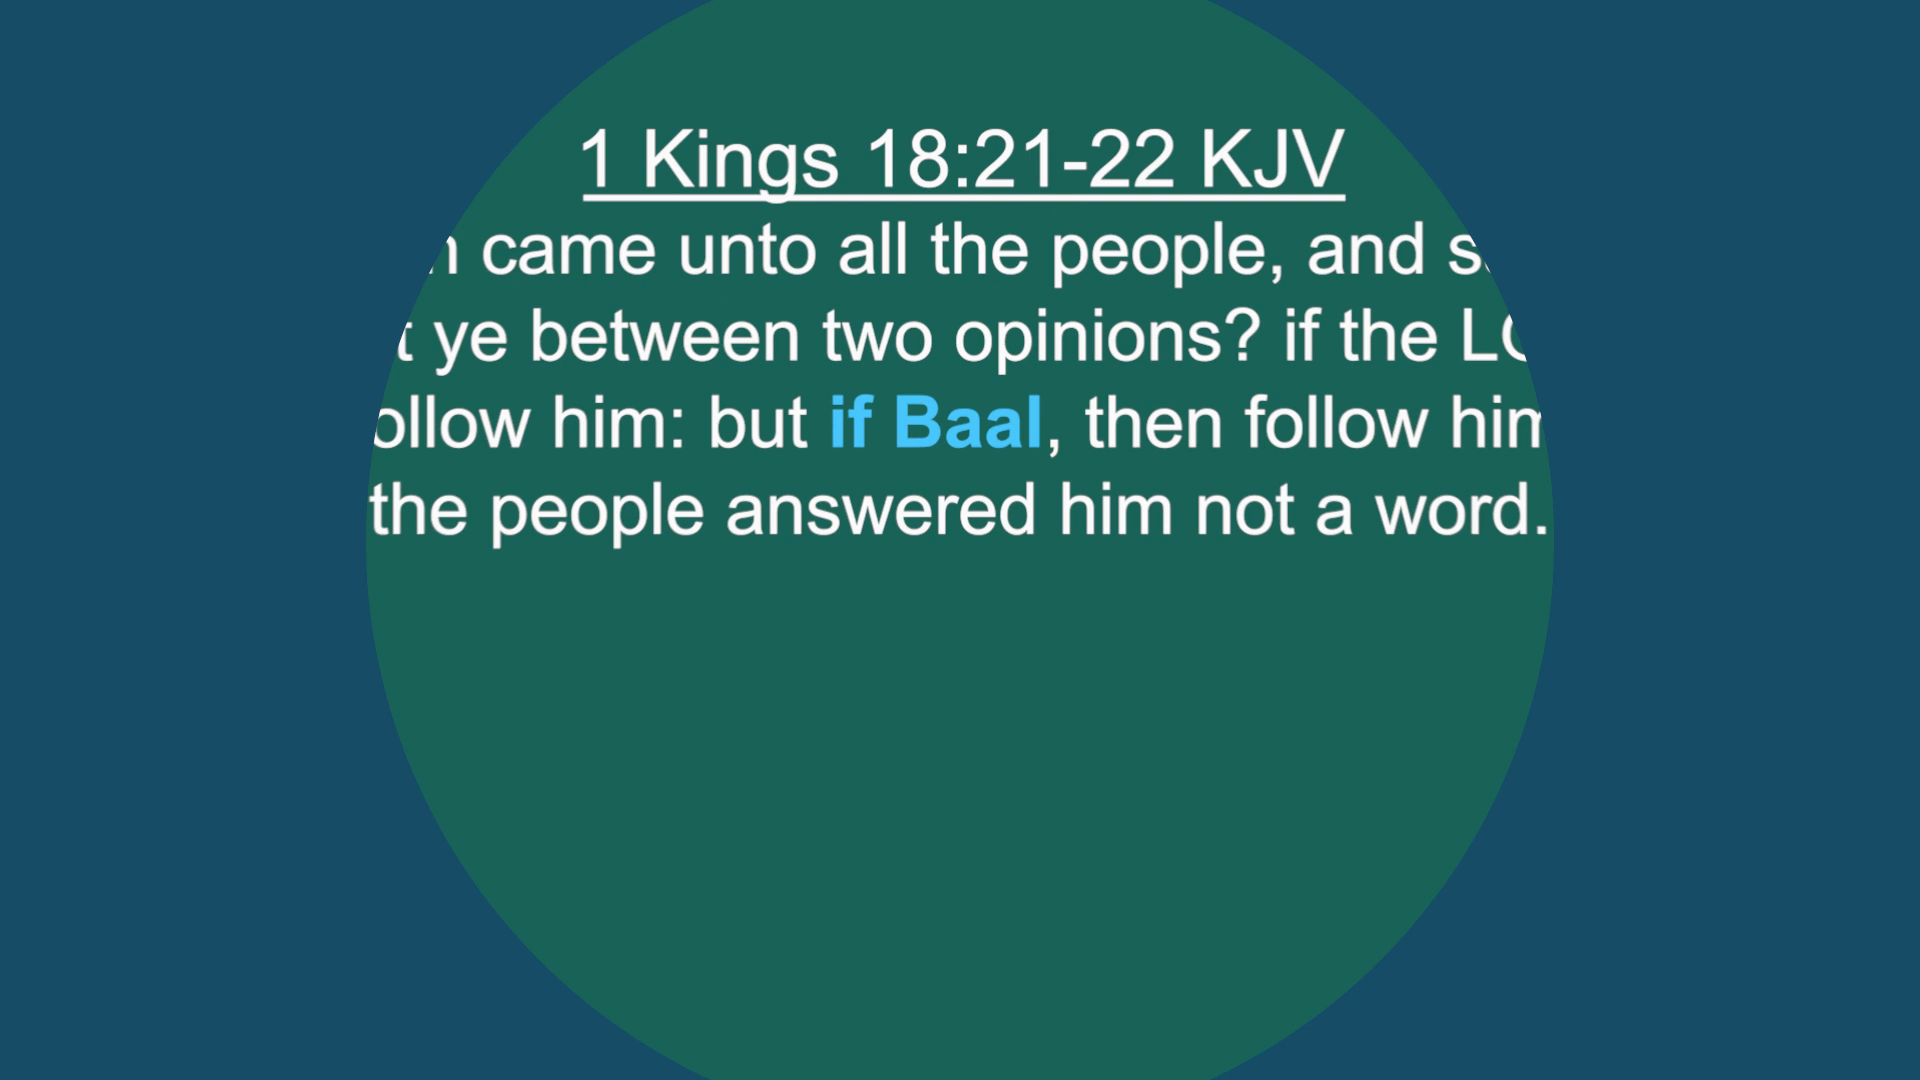 1 Kings 18:21-22 KJV
came unto all the people, and
ye between two opinions? if the
him: but if Baal, then follow
the people answered him not a word.